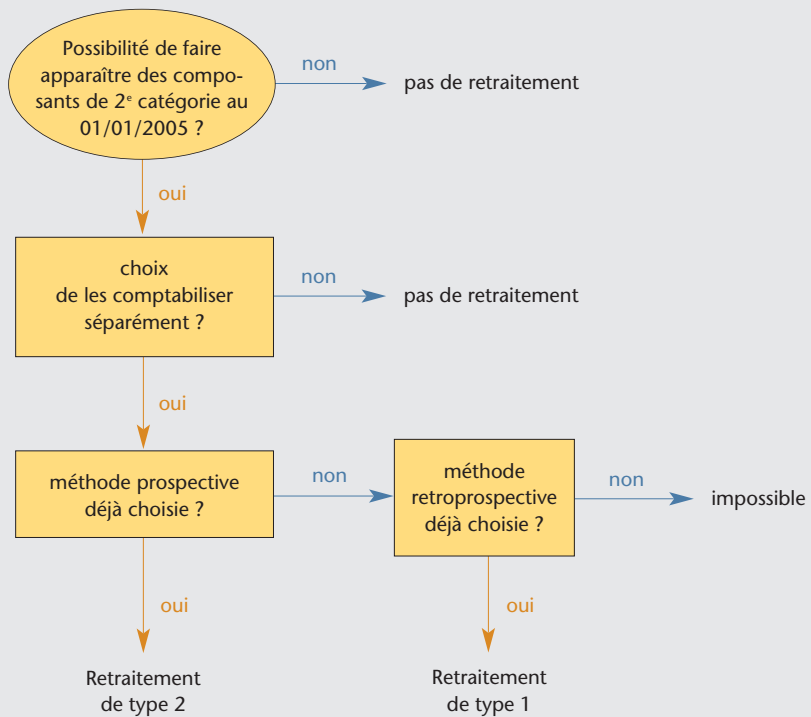 Possibilité de faire
apparaître des compo-
sants de 2e catégorie au
01/01/2005 ?
non
pas de retraitement
oui
choix
de les comptabiliser
séparément ?
non
pas de retraitement
oui
méthode prospective
déjà choisie ?
non
méthode
retroprospective
déjà choisie ?
non
impossible
oui
oui
Retraitement
de type 2
Retraitement
de type 1